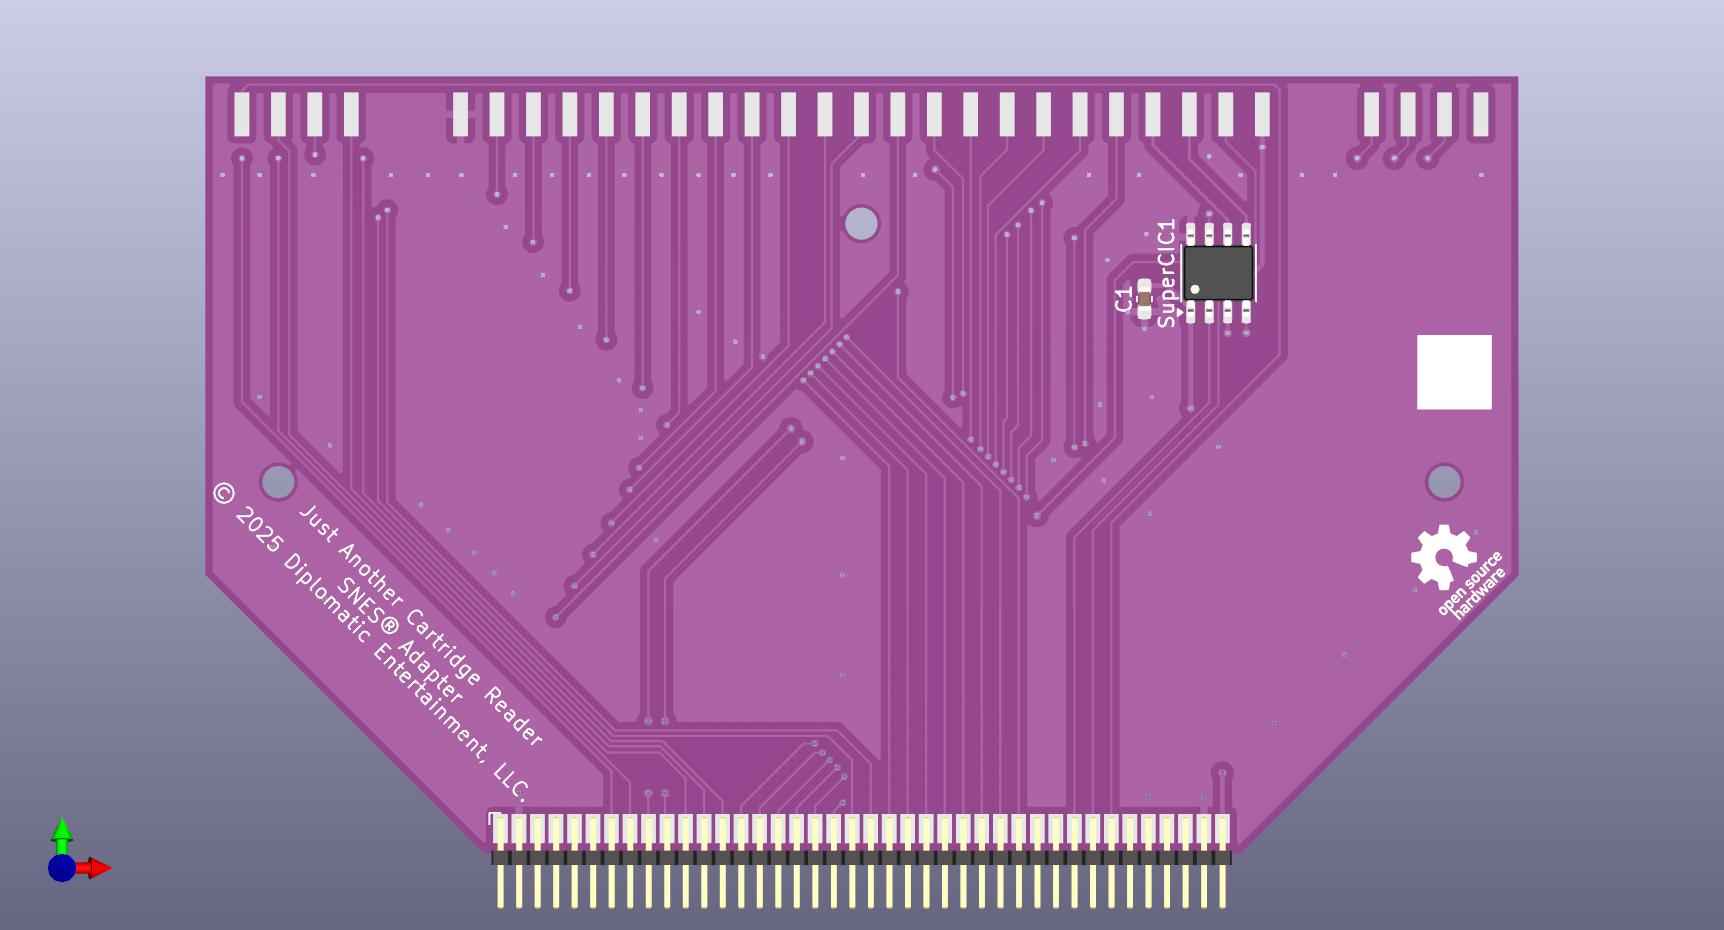 C1
SuperCIC1
© 2025 Diplomatic Entertainment, LLC.
Just Another Cartridge Reader
SNES® Adapter
open source
hardware